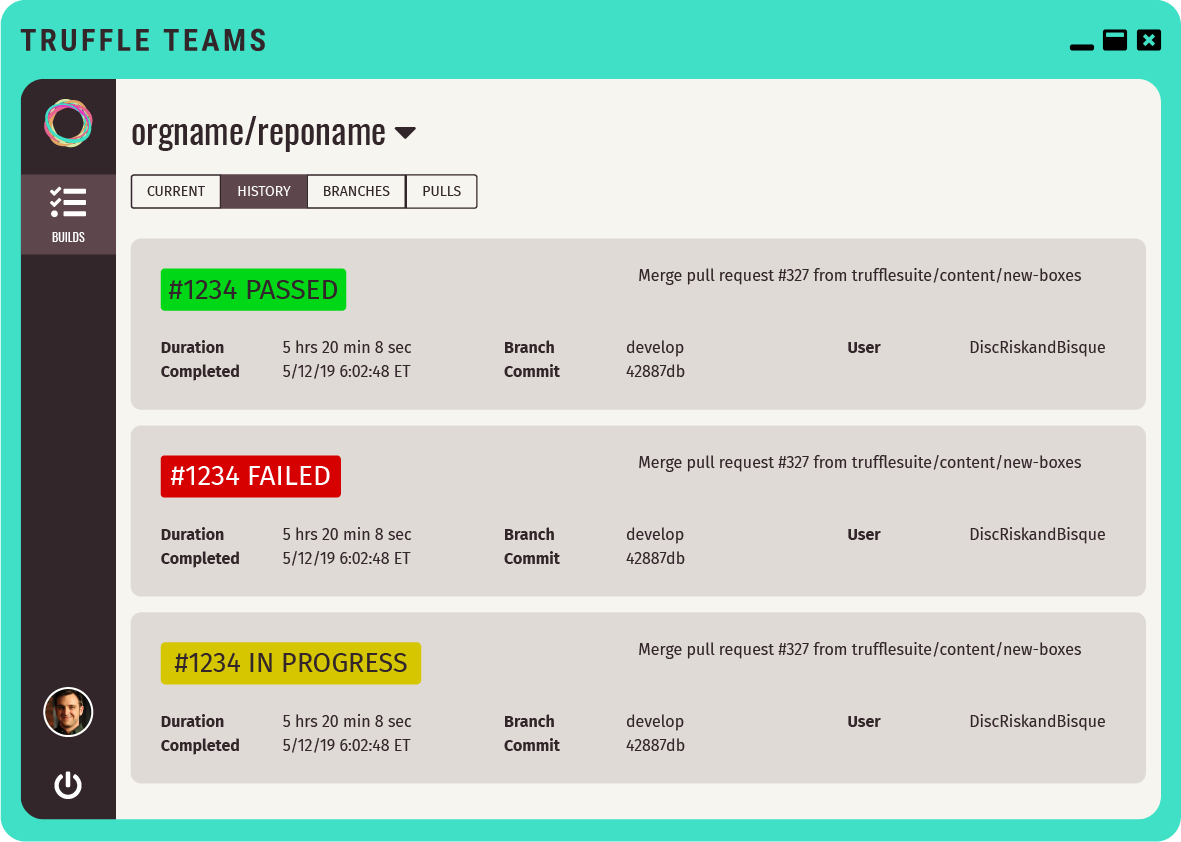 TRUFFLE TEAMS
orgname/reponame
BUILDS
CURRENT HISTORY BRANCHES PULLS
#1234 PASSED
Merge pull request #327 from trufflesuite/content/new-boxes
Duration 5 hrs 20 min 8 sec Branch develop User DiscRiskandBisque
Completed 5/12/19 6:02:48 ET Commit 42887db
#1234 FAILED
Merge pull request #327 from trufflesuite/content/new-boxes
Duration 5 hrs 20 min 8 sec Branch develop User DiscRiskandBisque
Completed 5/12/19 6:02:48 ET Commit 42887db
#1234 IN PROGRESS
Merge pull request #327 from trufflesuite/content/new-boxes
Duration 5 hrs 20 min 8 sec Branch develop User DiscRiskandBisque
Completed 5/12/19 6:02:48 ET Commit 42887db